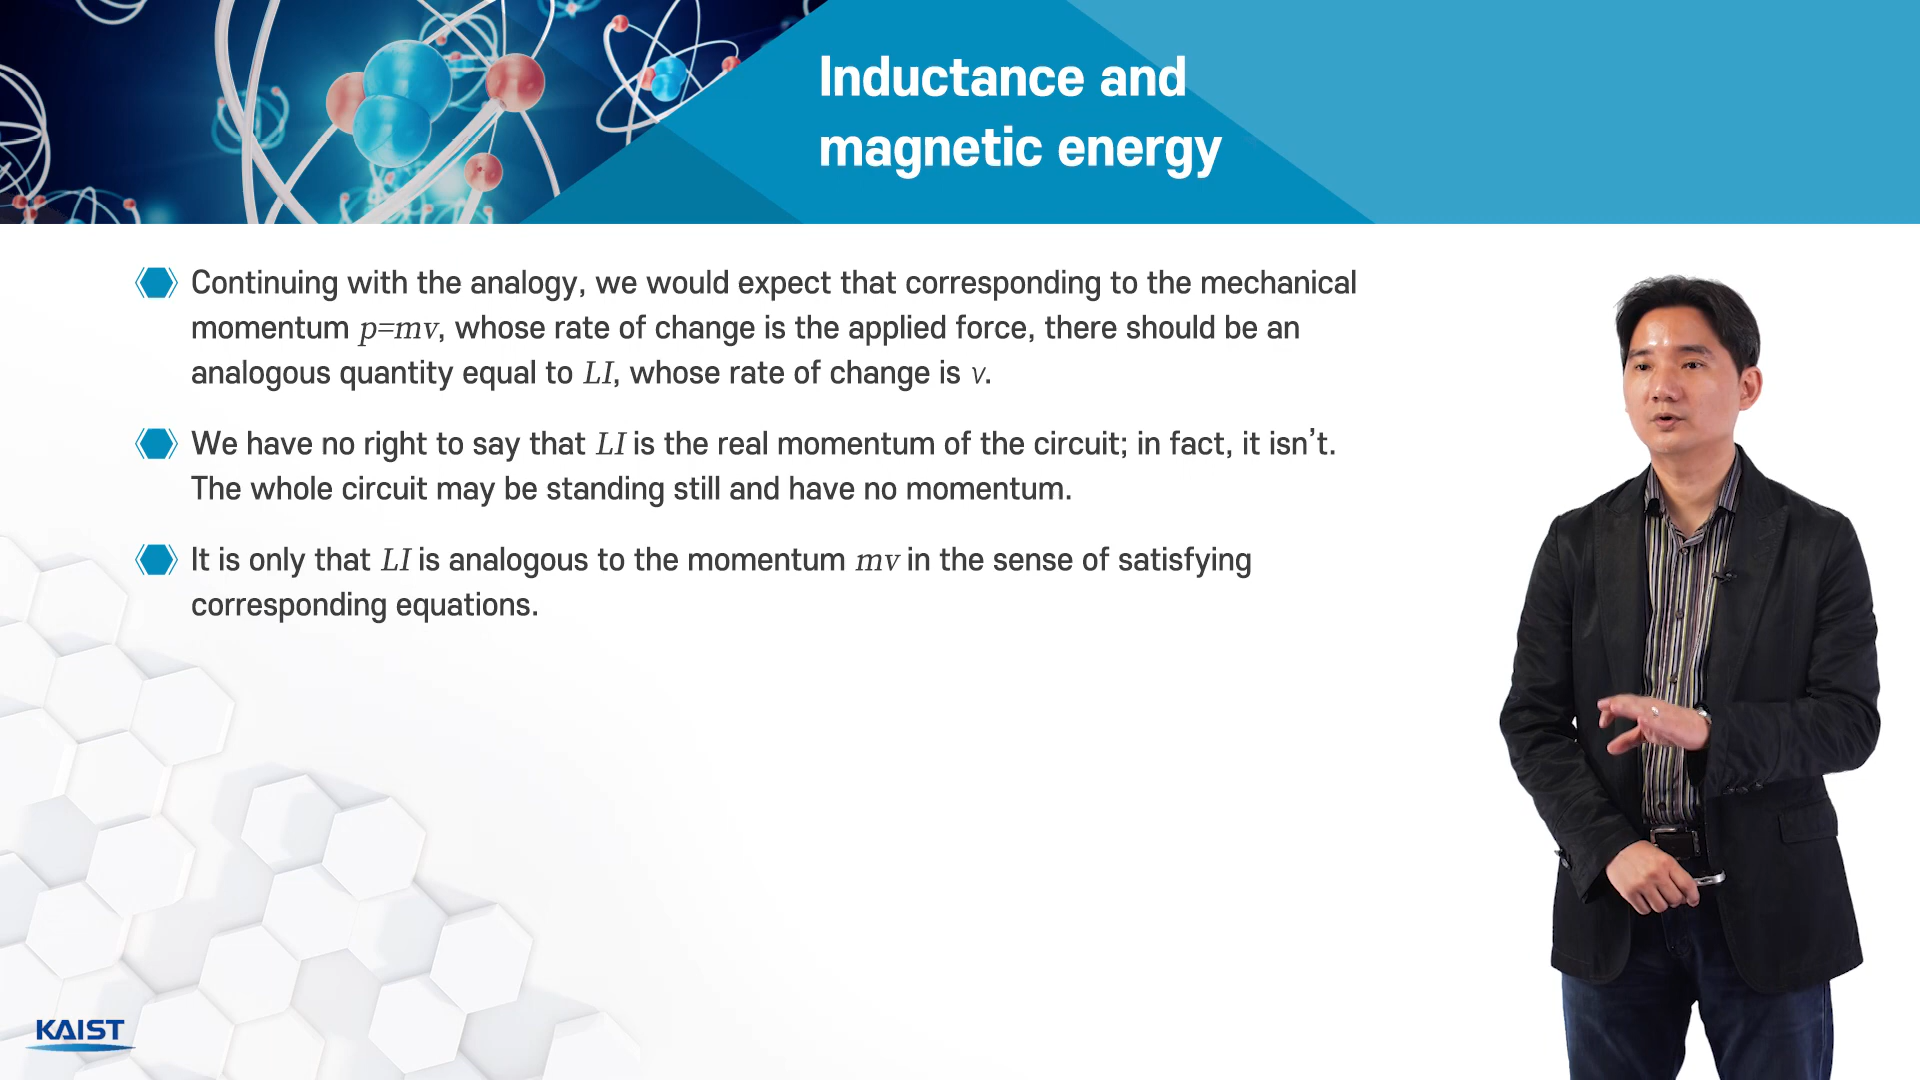 Inductance and
magnetic energy
Continuing with the analogy, we would expect that corresponding to the mechanical
momentum p=mv, whose rate of change is the applied force, there should be an
analogous quantity equal to LI, whose rate of change is v.
We have no right to say that LI is the real momentum of the circuit; in fact, it isn’t.
The whole circuit may be standing still and have no momentum.
It is only that LI is analogous to the momentum mv in the sense of satisfying
corresponding equations.
KAIST